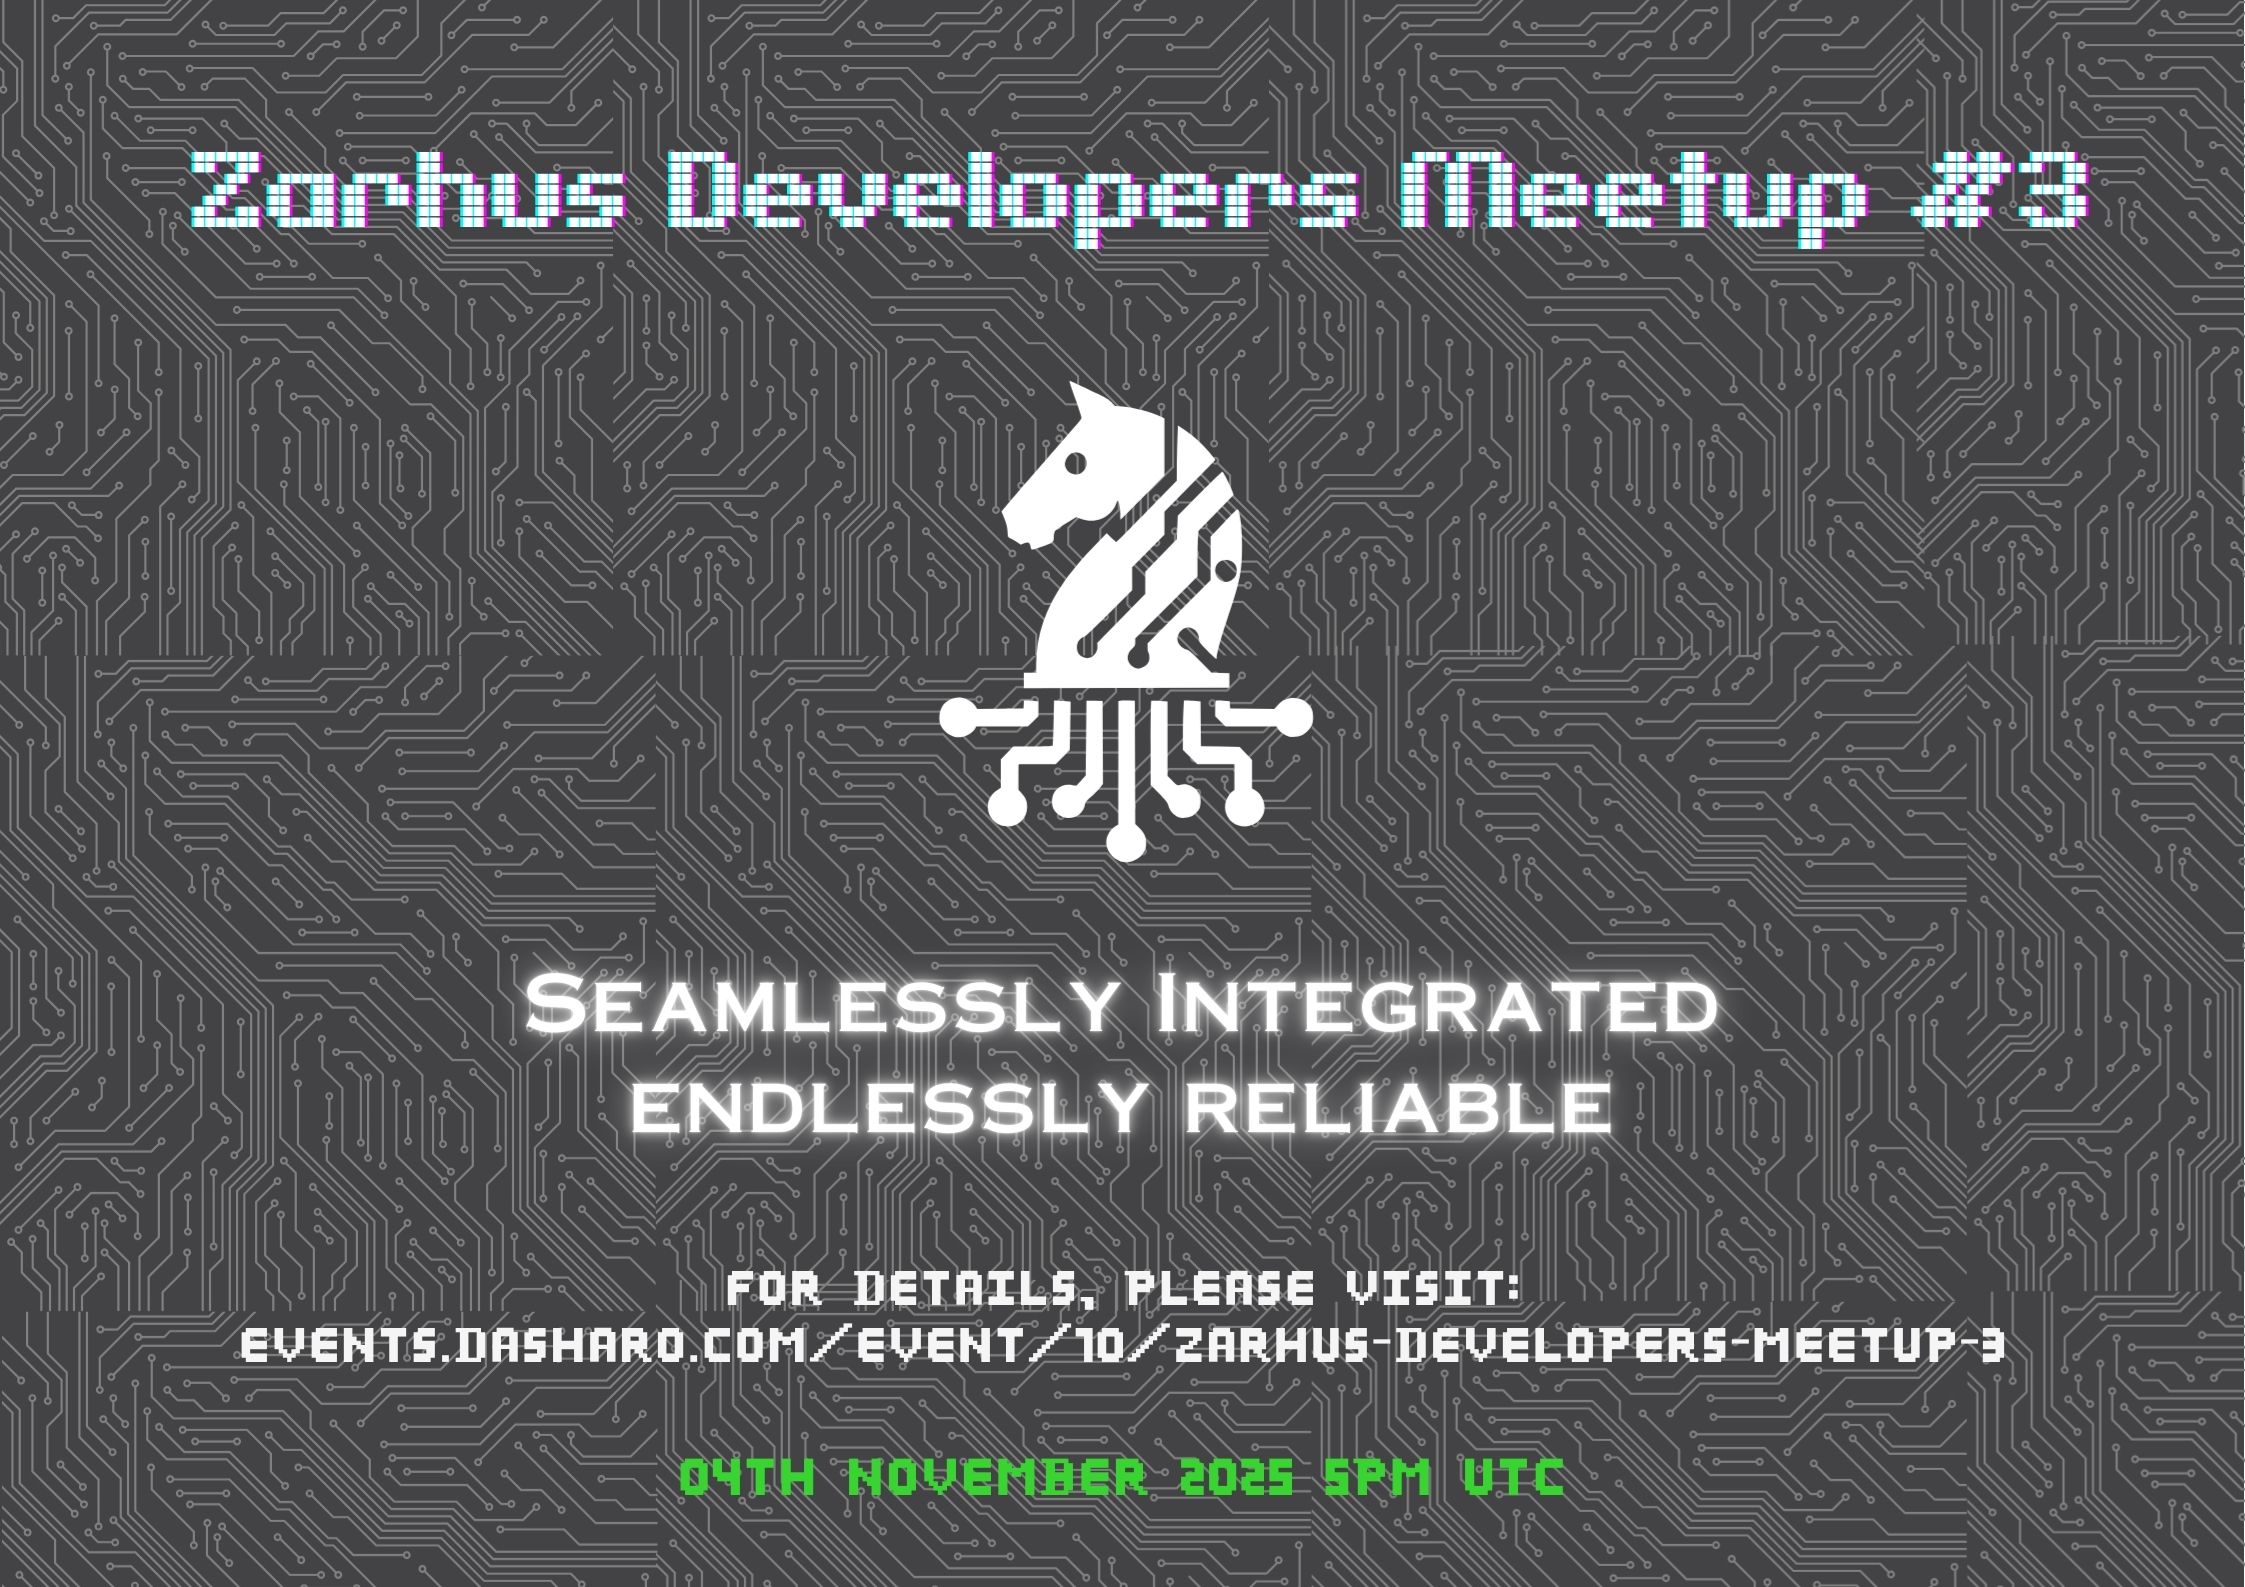 Zarhus Developers Meetup #3
Seamlessly Integrated
endlessly reliable
FOR DETAILS, PLEASE VISIT:
EVENTS.DASHARO.COM/EVENT/10/ZARHUS-DEVELOPERS-MEETUP-3
04TH NOVEMBER 2025 5PM UTC